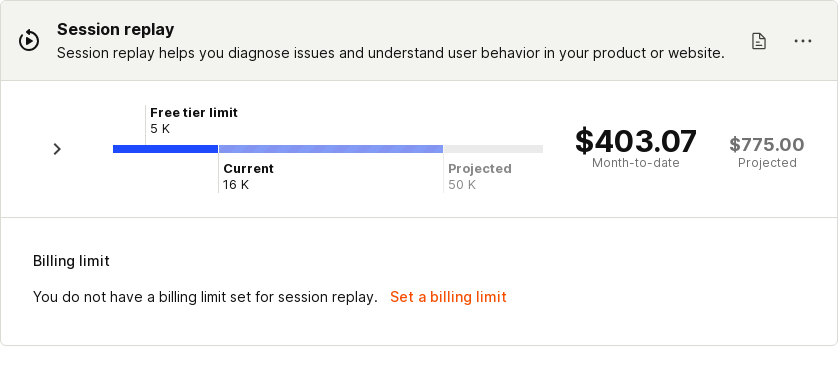 Session replay
Session replay helps you diagnose issues and understand user behavior in your product or website.
Free tier limit
5 K
Current
16 K
Projected
50 K
$403.07
Month-to-date
$775.00
Projected
Billing limit
You do not have a billing limit set for session replay. Set a billing limit